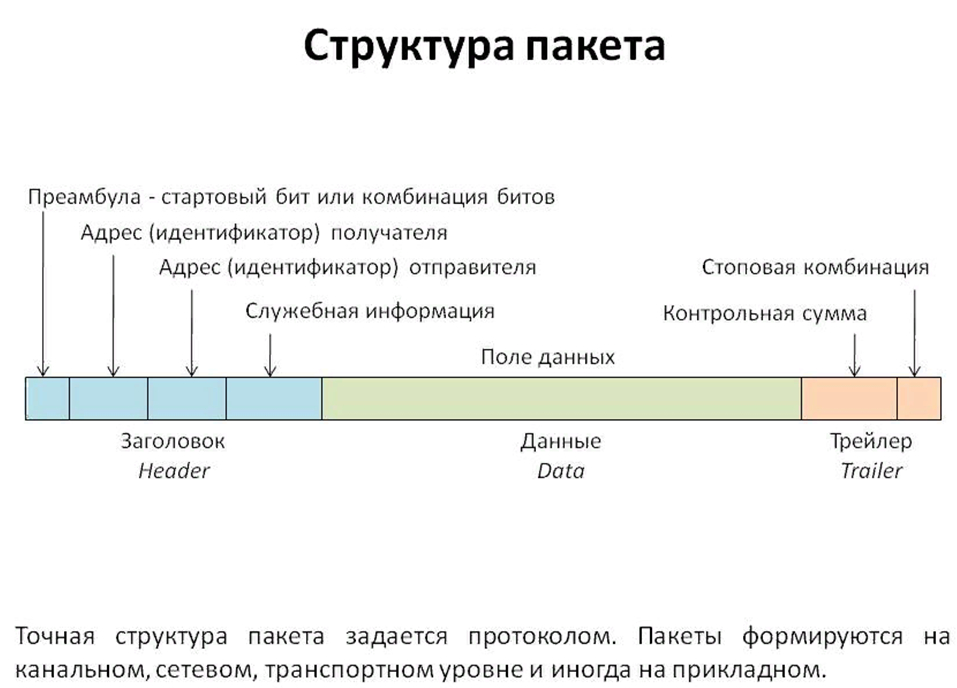 Структура пакета
Преамбула - стартовый бит или комбинация битов
Адрес (идентификатор) получателя
Адрес (идентификатор) отправителя
Стоповая комбинация
Служебная информация
Контрольная сумма
Поле данных
Заголовок
Header
Данные
Data
Трейлер
Trailer
Точная структура пакета задается протоколом. Пакеты формируются на
канальном, сетевом, транспортном уровне и иногда на прикладном.